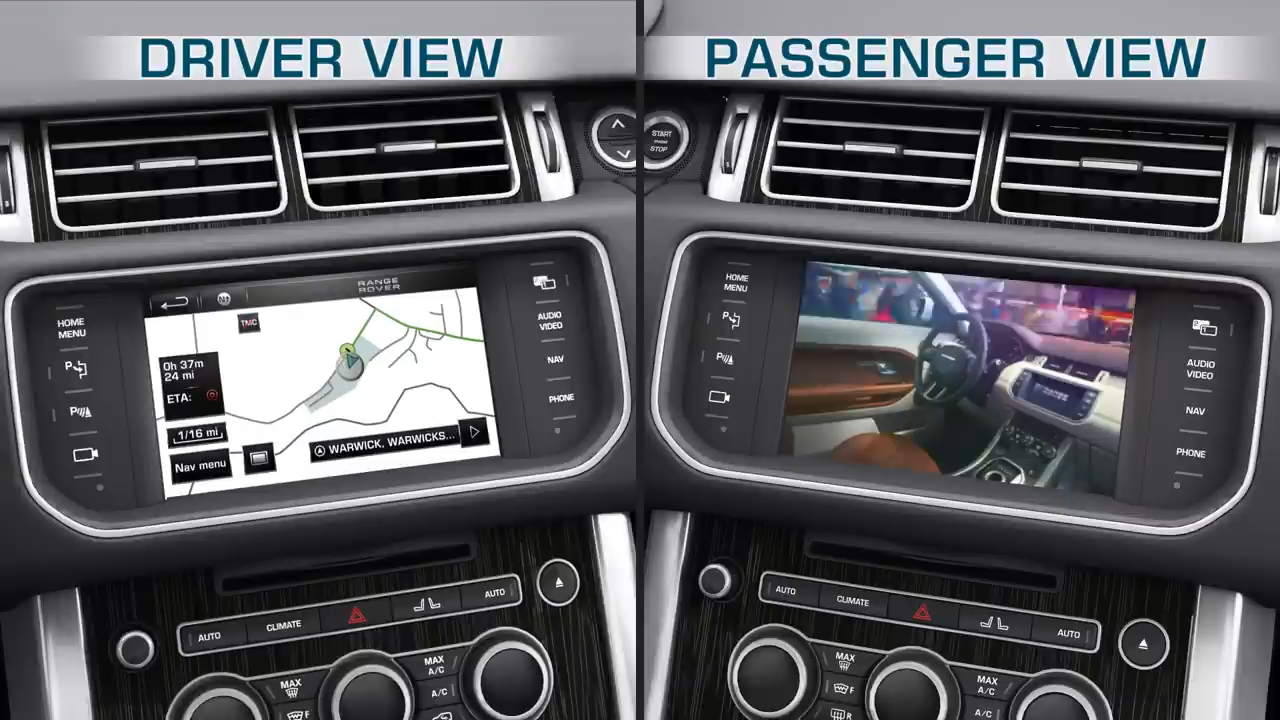 DRIVER VIEW
RANGE
ROVER
TMC
HOME
MENU
0h 37m
24 mi
ETA:
1/16 mi
Nav menu
WARWICK, WARWICKS...
AUDIO
VIDEO
NAV
PHONE
AUTO
CLIMATE
AUTO
MAX
MAX
A/C
A/C
F
PASSENGER VIEW
START
STOP
HOME
MENU
P
P
AUDIO
VIDEO
NAV
PHONE
AUTO
CLIMATE
AUTO
MAX
F
R
MAX
A/C
A/C